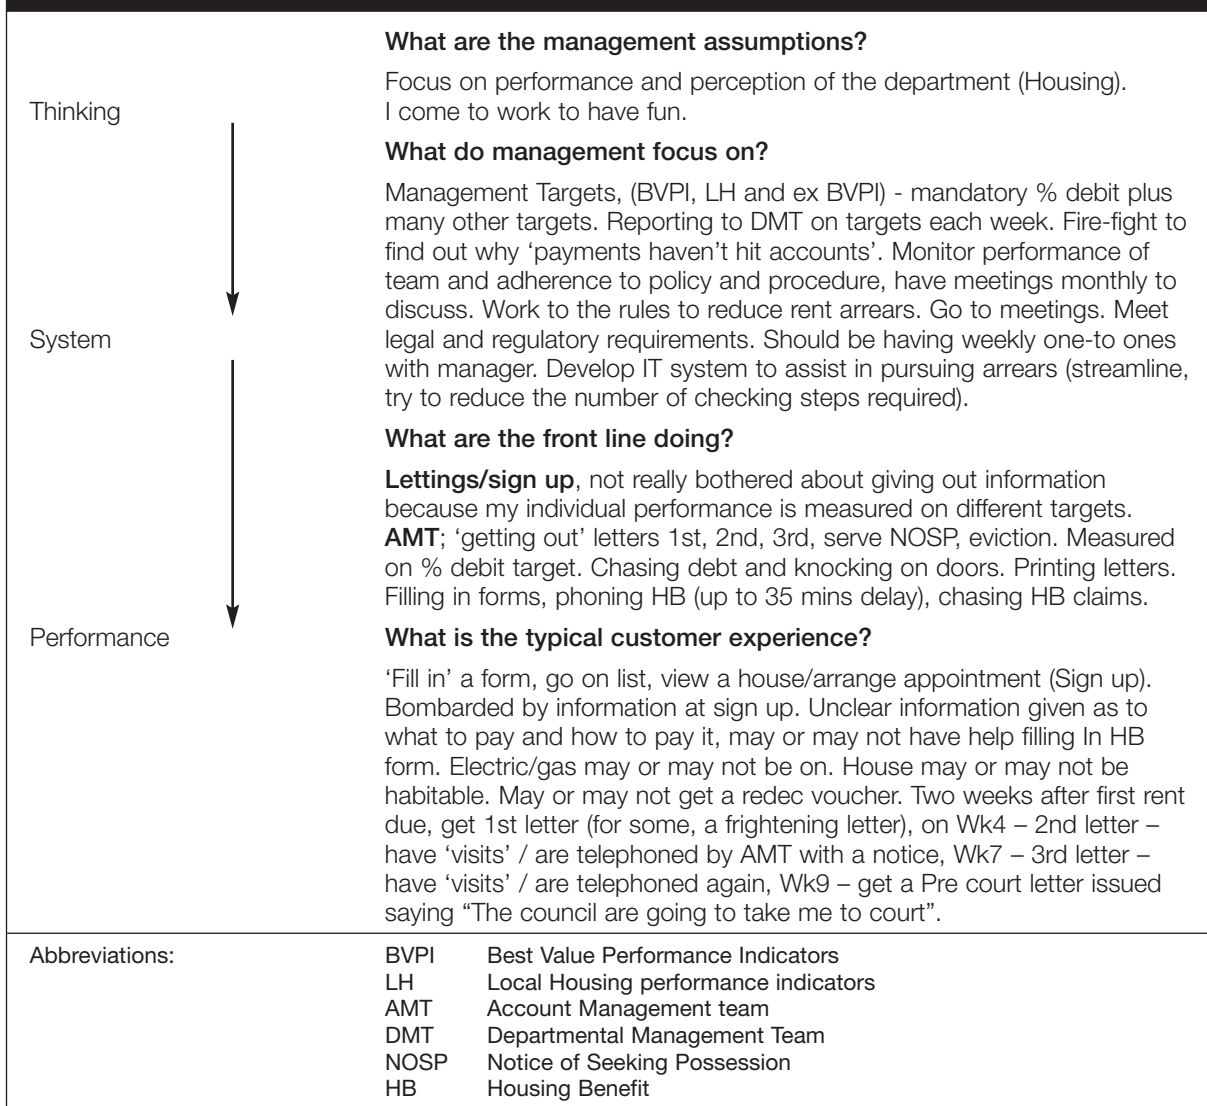 What are the management assumptions?
Focus on performance and perception of the department (Housing).
Thinking
I come to work to have fun.
What do management focus on?
Management Targets, (BVPI, LH and ex BVPI) - mandatory % debit plus
many other targets. Reporting to DMT on targets each week. Fire-fight to
find out why ‘payments haven’t hit accounts’. Monitor performance of
team and adherence to policy and procedure, have meetings monthly to
discuss. Work to the rules to reduce rent arrears. Go to meetings. Meet
System
legal and regulatory requirements. Should be having weekly one-to ones
with manager. Develop IT system to assist in pursuing arrears (streamline,
try to reduce the number of checking steps required).
What are the front line doing?
Lettings/sign up, not really bothered about giving out information
because my individual performance is measured on different targets.
AMT; ‘getting out’ letters 1st, 2nd, 3rd, serve NOSP, eviction. Measured
on % debit target. Chasing debt and knocking on doors. Printing letters.
Filling in forms, phoning HB (up to 35 mins delay), chasing HB claims.
Performance
What is the typical customer experience?
‘Fill in’ a form, go on list, view a house/arrange appointment (Sign up).
Bombarded by information at sign up. Unclear information given as to
what to pay and how to pay it, may or may not have help filling In HB
form. Electric/gas may or may not be on. House may or may not be
habitable. May or may not get a redec voucher. Two weeks after first rent
due, get 1st letter (for some, a frightening letter), on Wk4 – 2nd letter –
have ‘visits’ / are telephoned by AMT with a notice, Wk7 – 3rd letter –
have ‘visits’ / are telephoned again, Wk9 – get a Pre court letter issued
saying “The council are going to take me to court”.
Abbreviations:
BVPI Best Value Performance Indicators
LH Local Housing performance indicators
AMT Account Management team
DMT Departmental Management Team
NOSP Notice of Seeking Possession
HB Housing Benefit